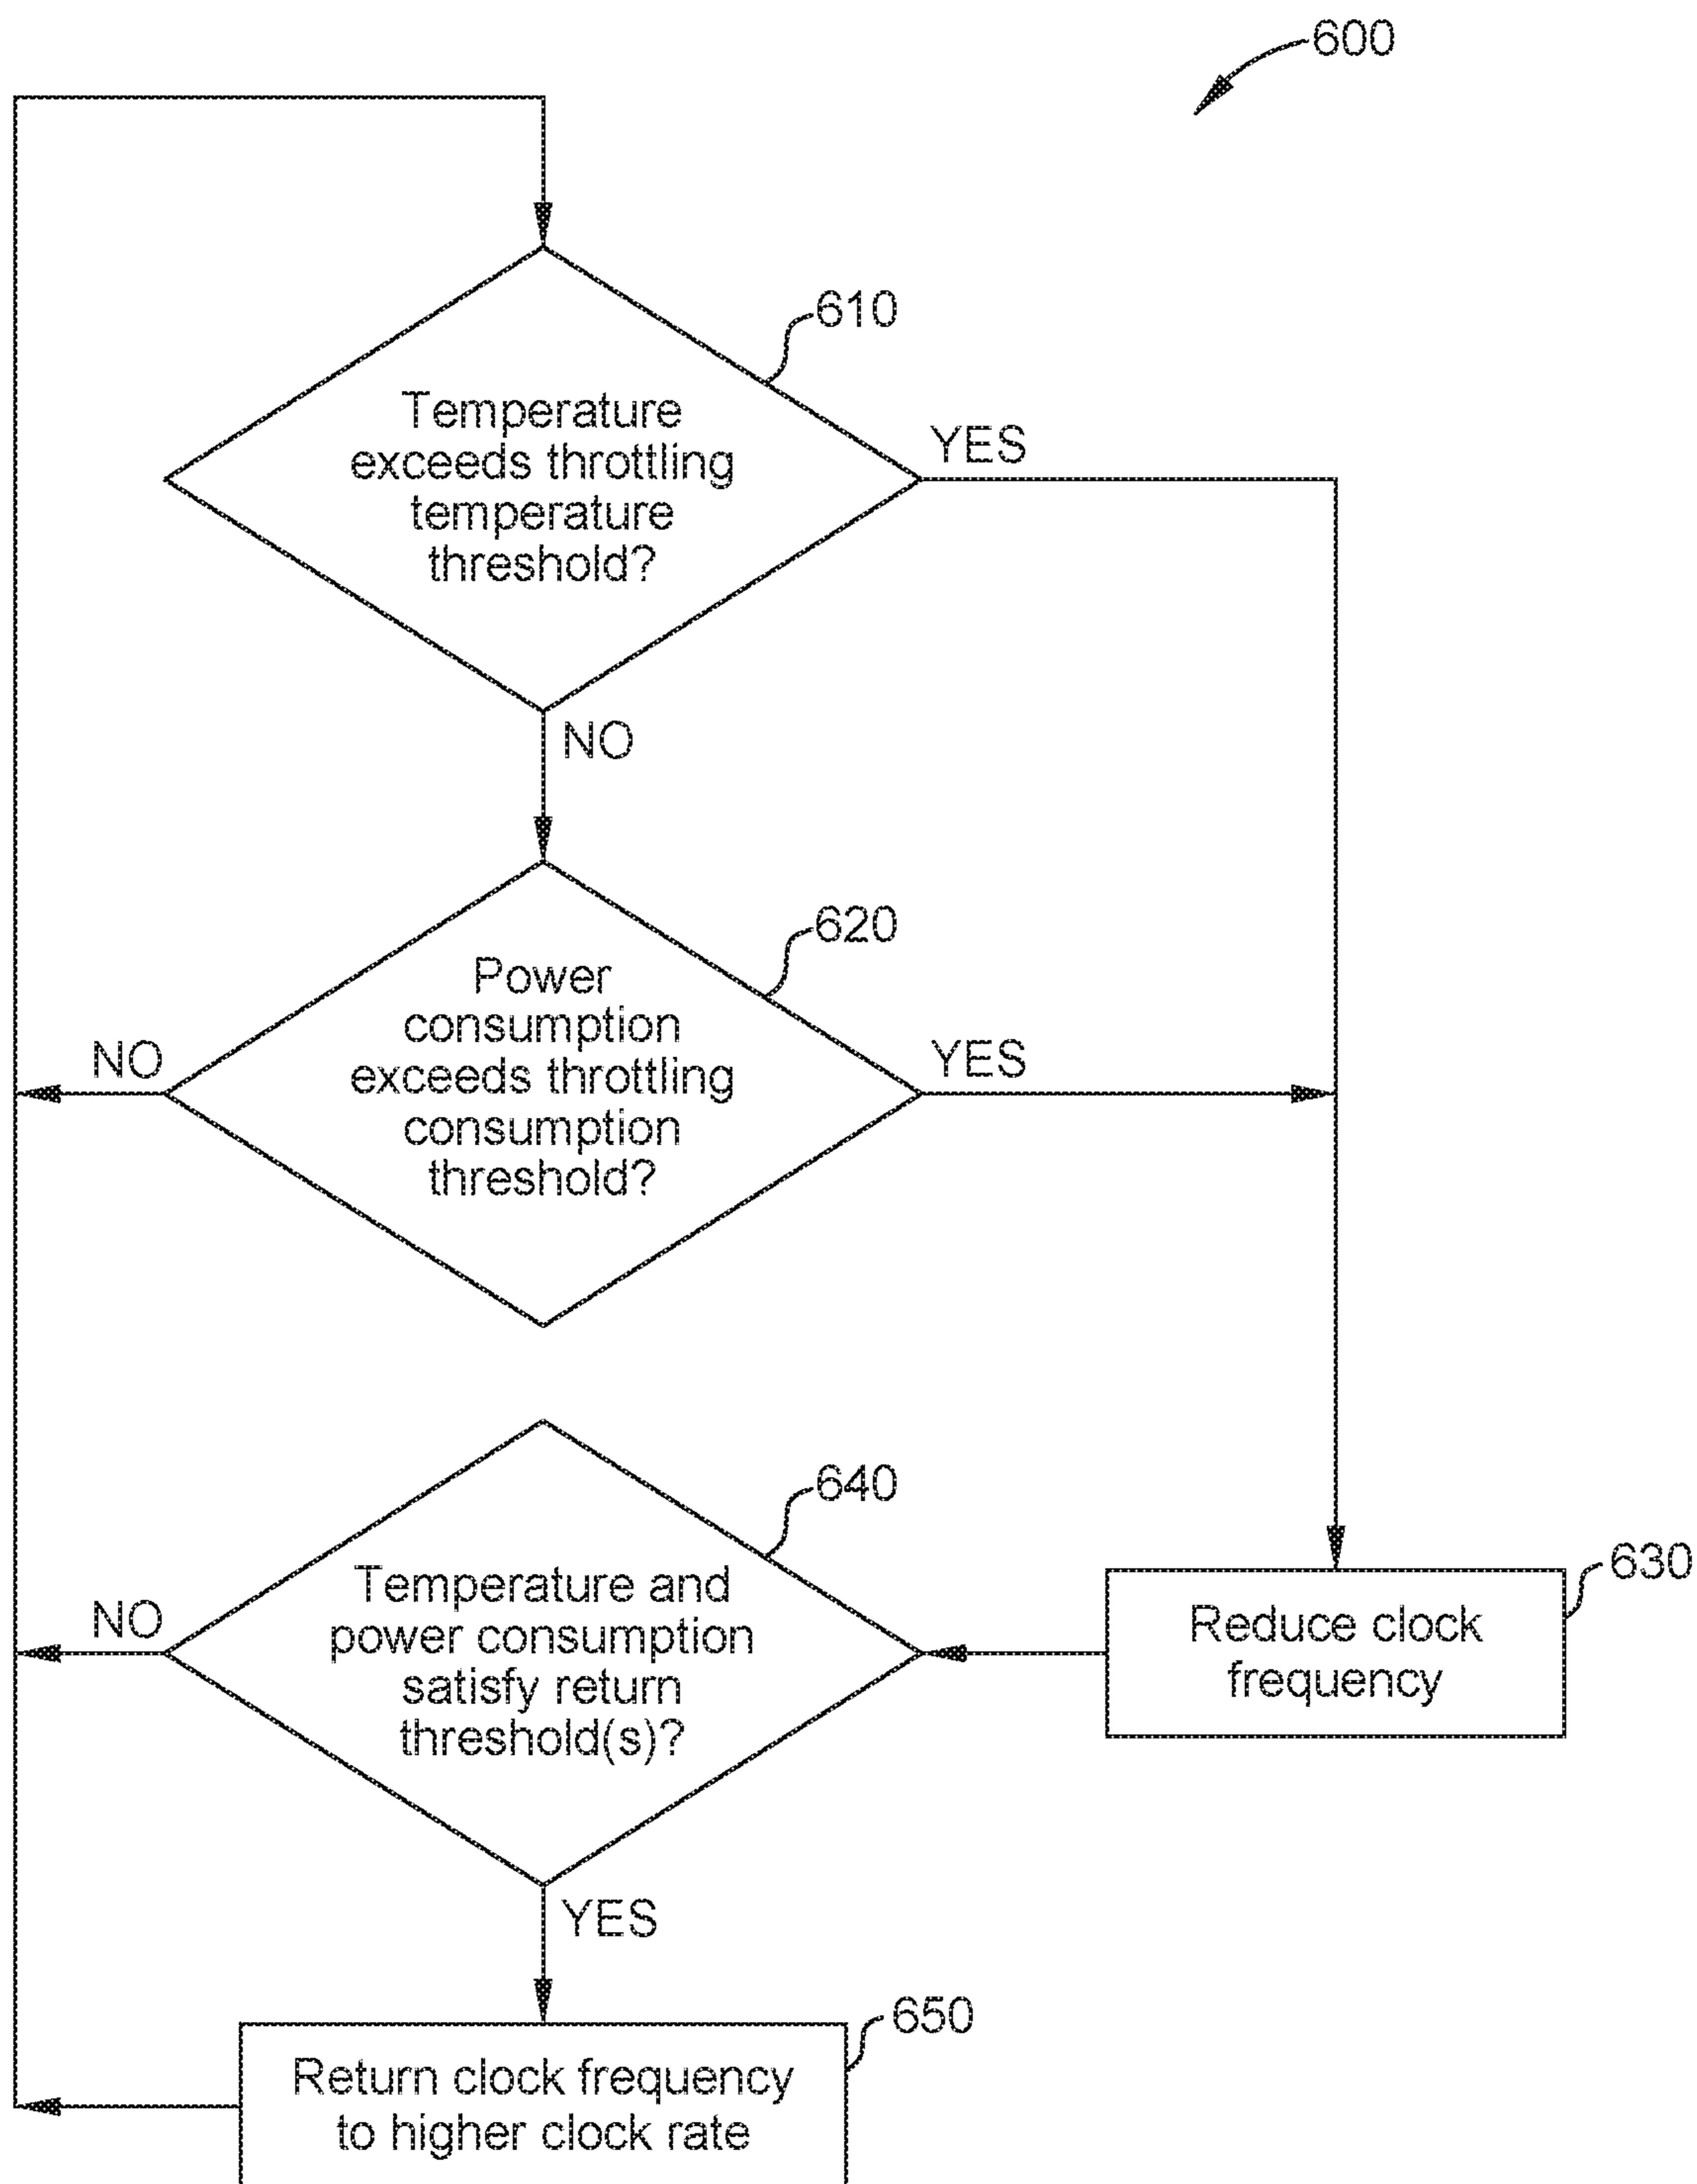 600
610
Temperature
exceeds throttling
temperature
threshold?
YES
NO
620
Power
consumption
exceeds throttling
consumption
threshold?
NO
YES
640
Temperature and
power consumption
satisfy return
threshold(s)?
NO
630
Reduce clock
frequency
YES
650
Return clock frequency
to higher clock rate